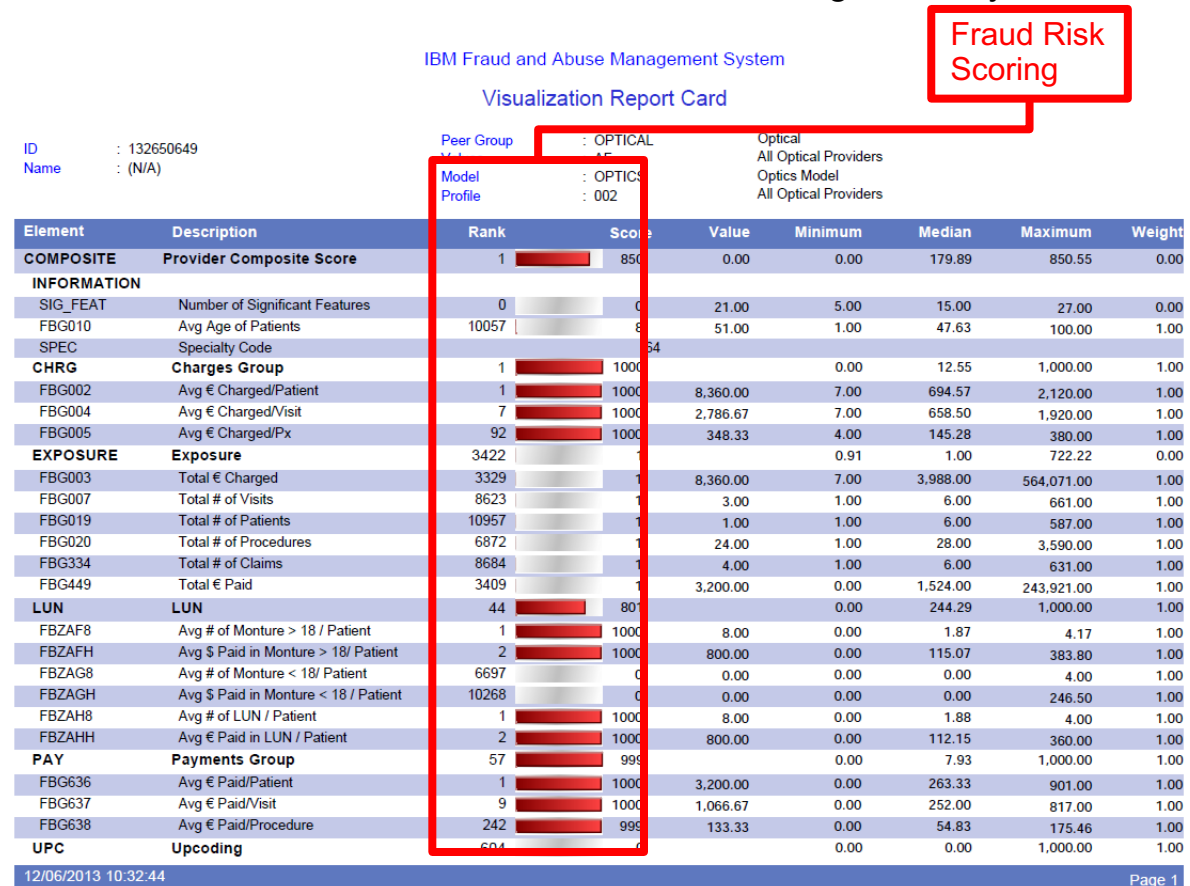 Fraud Risk
Scoring
IBM Fraud and Abuse Management System
Visualization Report Card
ID : 132650649 Peer Group : OPTICAL Optical
All Optical Providers
Name : (N/A) Model : OPTICS Optics Model
Profile : 002 All Optical Providers
Element Description Rank Score Value Minimum Median Maximum Weight
COMPOSITE Provider Composite Score 1 850 0.00 0.00 179.89 850.55 0.00
INFORMATION
SIG_FEAT Number of Significant Features 0 0 21.00 5.00 15.00 27.00 0.00
FBG010 Avg Age of Patients 10057 8 51.00 1.00 47.63 100.00 1.00
SPEC Specialty Code 64
CHRG Charges Group 1 1000 0.00 12.55 1,000.00 1.00
FBG002 Avg € Charged/Patient 1 1000 8,360.00 7.00 694.57 2,120.00 1.00
FBG004 Avg € Charged/Visit 7 1000 2,786.67 7.00 658.50 1,920.00 1.00
FBG005 Avg € Charged/Px 92 1000 348.33 4.00 145.28 380.00 1.00
EXPOSURE Exposure 3422 1 0.91 1.00 722.22 0.00
FBG003 Total € Charged 3329 1 8,360.00 7.00 3,988.00 564,071.00 1.00
FBG007 Total # of Visits 8623 1 3.00 1.00 6.00 661.00 1.00
FBG019 Total # of Patients 10957 1 1.00 1.00 6.00 587.00 1.00
FBG020 Total # of Procedures 6872 1 24.00 1.00 28.00 3,590.00 1.00
FBG334 Total # of Claims 8684 1 4.00 1.00 6.00 631.00 1.00
FBG449 Total € Paid 3409 1 3,200.00 0.00 1,524.00 243,921.00 1.00
LUN LUN 44 801 0.00 244.29 1,000.00 1.00
FBZAF8 Avg # of Monture > 18 / Patient 1 1000 8.00 0.00 1.87 4.17 1.00
FBZAFH Avg $ Paid in Monture > 18/ Patient 2 1000 800.00 0.00 115.07 383.80 1.00
FBZAG8 Avg # of Monture < 18/ Patient 6697 0 0.00 0.00 0.00 4.00 1.00
FBZAGH Avg $ Paid in Monture < 18 / Patient 10268 0 0.00 0.00 0.00 246.50 1.00
FBZAH8 Avg # of LUN / Patient 1 1000 8.00 0.00 1.88 4.00 1.00
FBZAHH Avg € Paid in LUN / Patient 2 1000 800.00 0.00 112.15 360.00 1.00
PAY Payments Group 57 999 0.00 7.93 1,000.00 1.00
FBG636 Avg € Paid/Patient 1 1000 3,200.00 0.00 263.33 901.00 1.00
FBG637 Avg € Paid/Visit 9 1000 1,066.67 0.00 252.00 817.00 1.00
FBG638 Avg € Paid/Procedure 242 999 133.33 0.00 54.83 175.46 1.00
UPC Upcoding 0.00 0.00 1,000.00 1.00
12/06/2013 10:32:44 Page 1